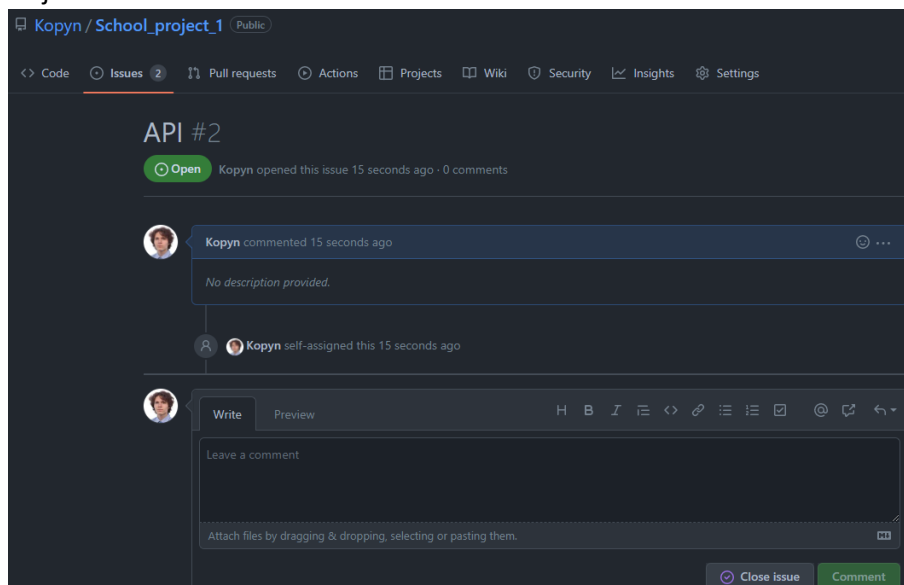 Kopyn / School_project_1 Public
Code Issues 2 Pull requests Actions Projects Wiki Security Insights Settings
API #2
Open Kopyn opened this issue 15 seconds ago · 0 comments
Kopyn commented 15 seconds ago
No description provided.
Kopyn self-assigned this 15 seconds ago
Write Preview
Leave a comment
Attach files by dragging & dropping, selecting or pasting them.
Close issue Comment